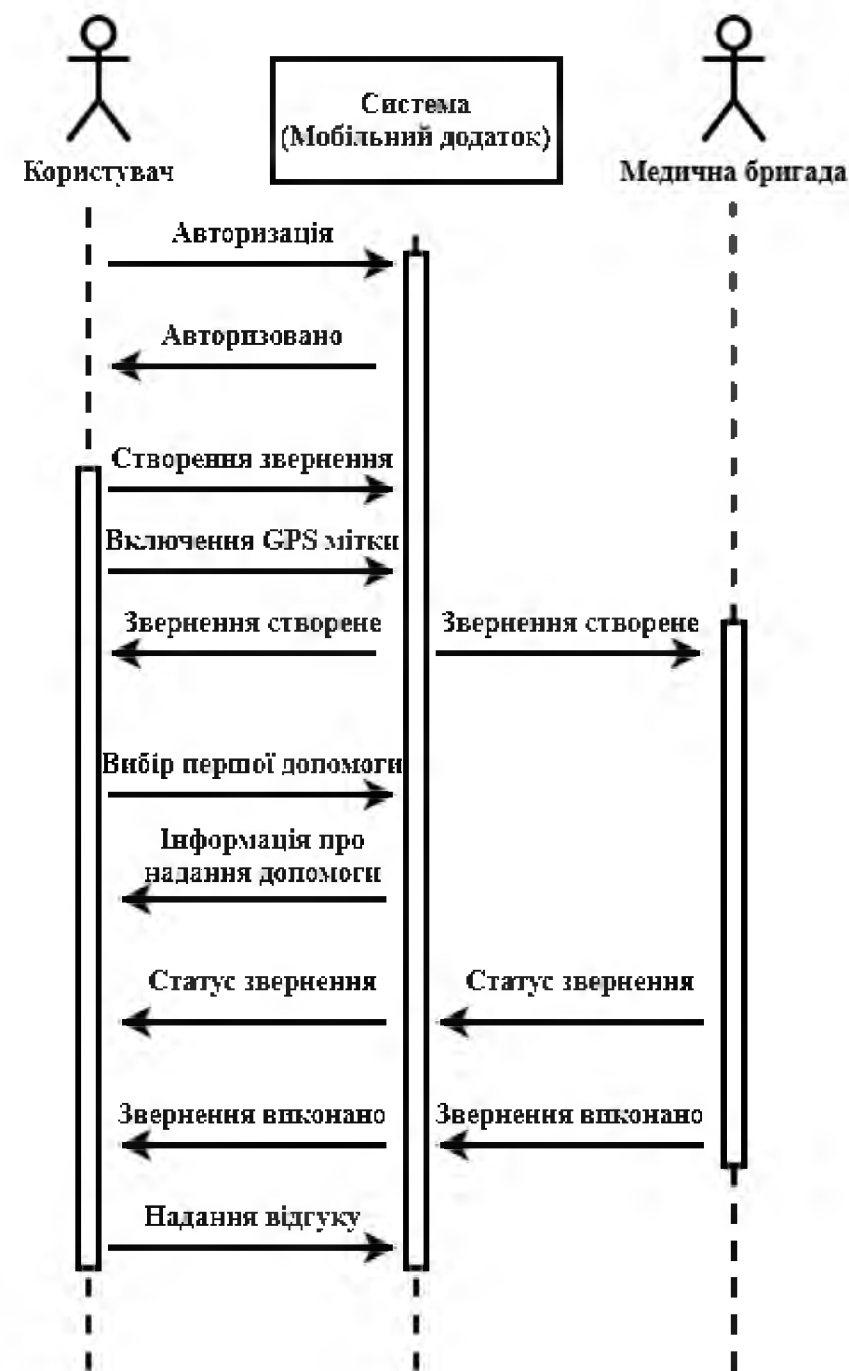 Система
(Мобільний додаток)
Користувач
Медична бригада
Авторизація
Авторизовано
Створення звернення
Включення GPS мітки
Звернення створене
Звернення створене
Вибір першої допомоги
Інформація про
надання допомоги
Статус звернення
Статус звернення
Звернення виконано
Звернення виконано
Надання відгуку